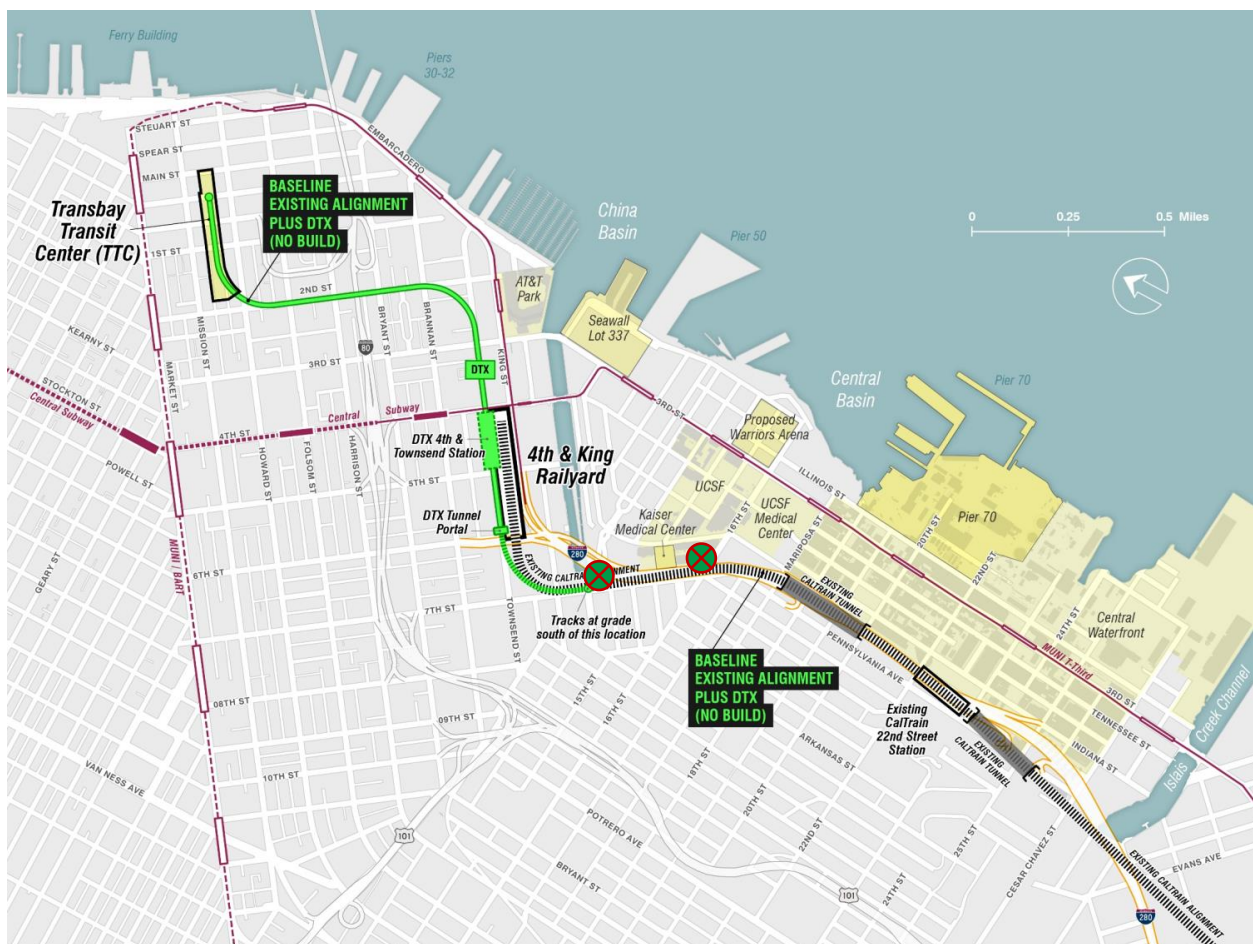 Ferry Building
Piers
30-32
STEUART ST
SPEAR ST
MAIN ST
EMBARCADERO
Transbay
Transit
Center (TTC)
BASELINE
EXISTING ALIGNMENT
PLUS DTX
(NO BUILD)
1ST ST
2ND ST
China
Basin
Pier 50
0
0.25
0.5 Miles
AT&T
Park
Seawall
Lot 337
KEARNY ST
MISSION ST
MARKET ST
3RD ST
80
BRYANT ST
BRANNAN ST
KING ST
DTX
STOCKTON ST
Central Subway
Central Subway
4TH ST
POWELL ST
HOWARD ST
FOLSOM ST
HARRISON ST
5TH ST
DTX 4th &
Townsend Station
4th & King
Railyard
DTX Tunnel
Portal
3RD ST
Central
Basin
Pier 70
Proposed
Warriors Arena
ILLINOIS ST
UCSF
UCSF
Medical
Center
Kaiser
Medical Center
16TH ST
MARIPOSA ST
20TH ST
22ND ST
Pier 70
24TH ST
Central
Waterfront
GEARY ST
MUNI / BART
6TH ST
7TH ST
TOWNSEND ST
280
EXISTING CALTRAIN ALIGNMENT
Tracks at grade
south of this location
EXISTING
CALTRAIN TUNNEL
PENNSYLVANIA AVE
MUNI T-Third
3RD ST
TENNESSEE ST
INDIANA ST
Islais
Creek Channel
BASELINE
EXISTING ALIGNMENT
PLUS DTX
(NO BUILD)
Existing
CalTrain
22nd Street
Station
EXISTING
CALTRAIN TUNNEL
08TH ST
09TH ST
10TH ST
VAN NESS AVE
15TH ST
16TH ST
18TH ST
20TH ST
22ND ST
24TH ST
25TH ST
ARKANSAS ST
POTRERO AVE
BRYANT ST
CESAR CHAVEZ ST
EVANS AVE
101
101
101
280
EXISTING CALTRAIN ALIGNMENT